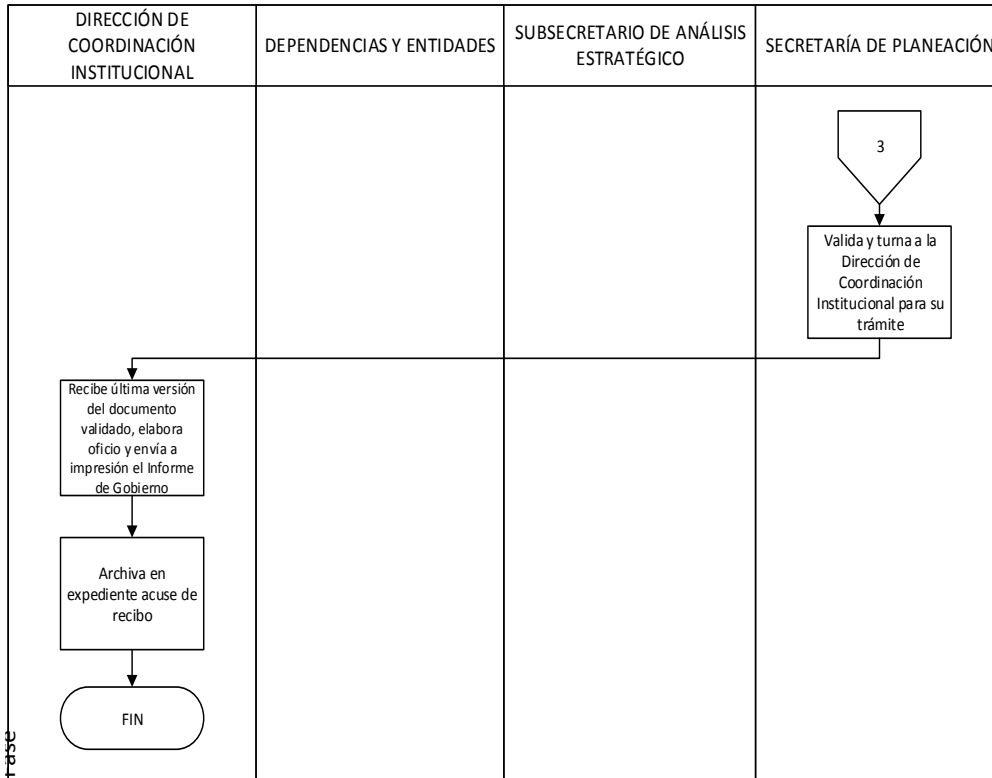 DIRECCIÓN DE
COORDINACIÓN
INSTITUCIONAL
DEPENDENCIAS Y ENTIDADES
SUBSECRETARIO DE ANÁLISIS
ESTRATÉGICO
SECRETARÍA DE PLANEACIÓN
3
Valida y turna a la
Dirección de
Coordinación
Institucional para su
trámite
Recibe última versión
del documento
validado, elabora
oficio y envía a
impresión el Informe
de Gobierno
Archiva en
expediente acuse de
recibo
FIN
Fase